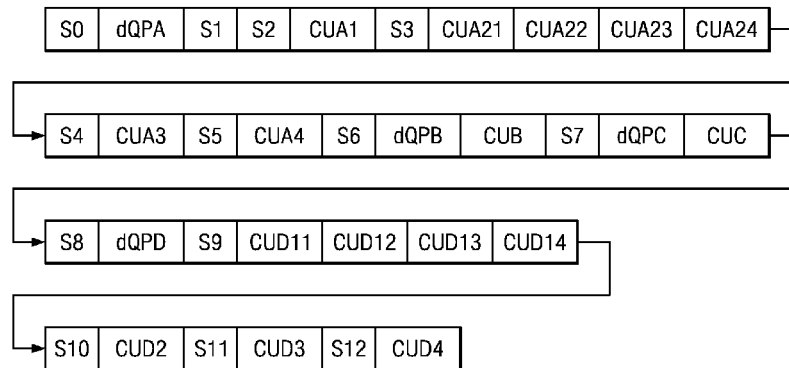 S0 dQPA S1 S2 CUA1 S3 CUA21 CUA22 CUA23 CUA24
S4 CUA3 S5 CUA4 S6 dQPB CUB S7 dQPC CUC
S8 dQPD S9 CUD11 CUD12 CUD13 CUD14
S10 CUD2 S11 CUD3 S12 CUD4